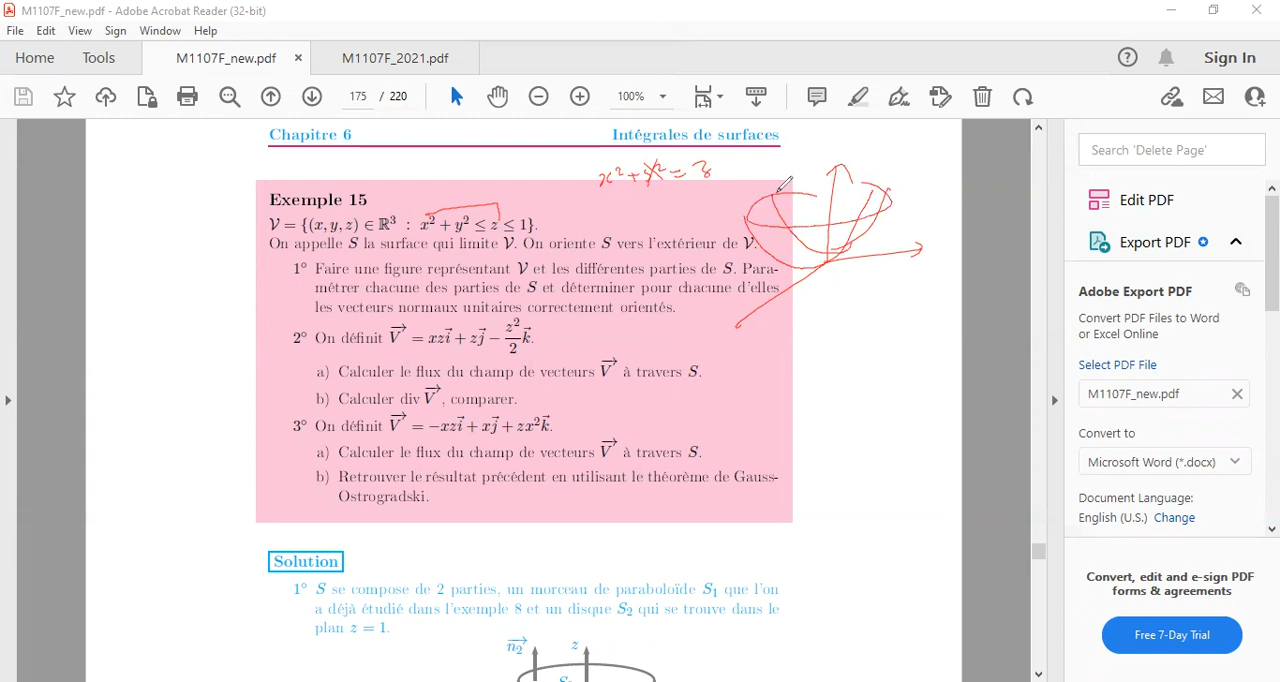 M1107F_new.pdf - Adobe Acrobat Reader (32-bit)
File Edit View Sign Window Help
Home Tools M1107F_new.pdf × M1107F_2021.pdf Sign In
175 / 220 100%
Chapitre 6 Intégrales de surfaces
Exemple 15
𝒱 = {(x, y, z) ∈ ℝ³ : x² + y² ≤ z ≤ 1}.
On appelle S la surface qui limite 𝒱. On oriente S vers l'extérieur de 𝒱.
1° Faire une figure représentant 𝒱 et les différentes parties de S. Para-
métrer chacune des parties de S et déterminer pour chacune d'elles
les vecteurs normaux unitaires correctement orientés.
2° On définit V⃗ = xzi⃗ + zj⃗ − z²/2 k⃗.
a) Calculer le flux du champ de vecteurs V⃗ à travers S.
b) Calculer div V⃗, comparer.
3° On définit V⃗ = −xzi⃗ + xj⃗ + zx²k⃗.
a) Calculer le flux du champ de vecteurs V⃗ à travers S.
b) Retrouver le résultat précédent en utilisant le théorème de Gauss-
Ostrogradski.
Solution
1° S se compose de 2 parties, un morceau de paraboloïde S₁ que l'on
a déjà étudié dans l'exemple 8 et un disque S₂ qui se trouve dans le
plan z = 1.
n₂⃗ z
Search 'Delete Page'
Edit PDF
Export PDF
Adobe Export PDF
Convert PDF Files to Word
or Excel Online
Select PDF File
M1107F_new.pdf
Convert to
Microsoft Word (*.docx)
Document Language:
English (U.S.) Change
Convert, edit and e-sign PDF
forms & agreements
Free 7-Day Trial